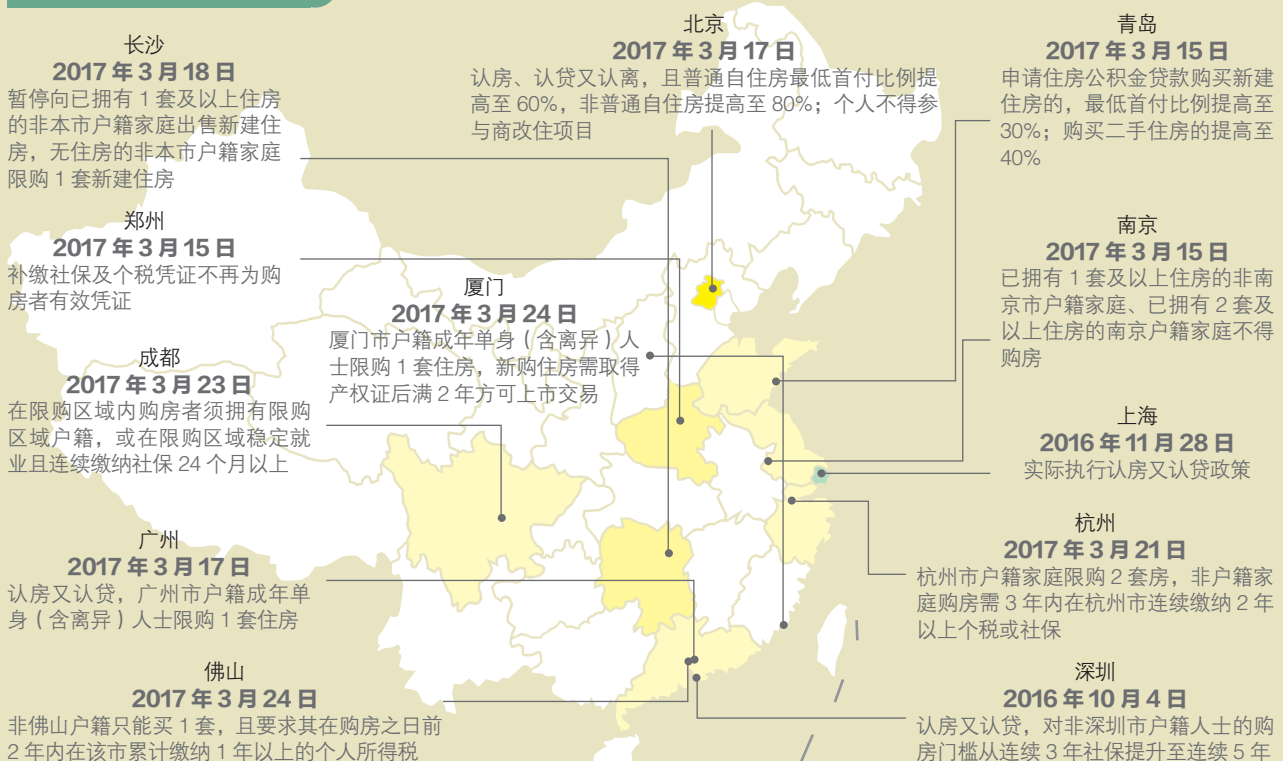 长沙
2017 年 3 月 18 日
暂停向已拥有 1 套及以上住房
的非本市户籍家庭出售新建住
房，无住房的非本市户籍家庭
限购 1 套新建住房
郑州
2017 年 3 月 15 日
补缴社保及个税凭证不再为购
房者有效凭证
成都
2017 年 3 月 23 日
在限购区域内购房者须拥有限购
区域户籍，或在限购区域稳定就
业且连续缴纳社保 24 个月以上
广州
2017 年 3 月 17 日
认房又认贷，广州市户籍成年单
身（含离异）人士限购 1 套住房
佛山
2017 年 3 月 24 日
非佛山户籍只能买 1 套，且要求其在购房之日前
2 年内在该市累计缴纳 1 年以上的个人所得税
北京
2017 年 3 月 17 日
认房、认贷又认离，且普通自住房最低首付比例提
高至 60%，非普通自住房提高至 80%；个人不得参
与商改住项目
厦门
2017 年 3 月 24 日
厦门市户籍成年单身（含离异）人
士限购 1 套住房，新购住房需取得
产权证后满 2 年方可上市交易
青岛
2017 年 3 月 15 日
申请住房公积金贷款购买新建
住房的，最低首付比例提高至
30%；购买二手住房的提高至
40%
南京
2017 年 3 月 15 日
已拥有 1 套及以上住房的非南
京市户籍家庭、已拥有 2 套及
以上住房的南京户籍家庭不得
购房
上海
2016 年 11 月 28 日
实际执行认房又认贷政策
杭州
2017 年 3 月 21 日
杭州市户籍家庭限购 2 套房，非户籍家
庭购房需 3 年内在杭州市连续缴纳 2 年
以上个税或社保
深圳
2016 年 10 月 4 日
认房又认贷，对非深圳市户籍人士的购
房门槛从连续 3 年社保提升至连续 5 年